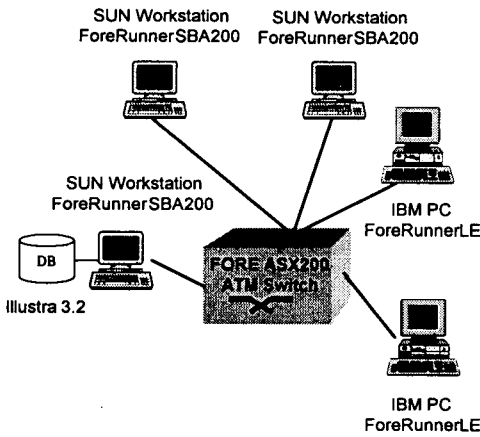 SUN Workstation
ForeRunnerSBA200
SUN Workstation
ForeRunnerSBA200
SUN Workstation
ForeRunnerSBA200
IBM PC
ForeRunnerLE
DB
Illustra 3.2
FORE ASX200
ATM Switch
IBM PC
ForeRunnerLE